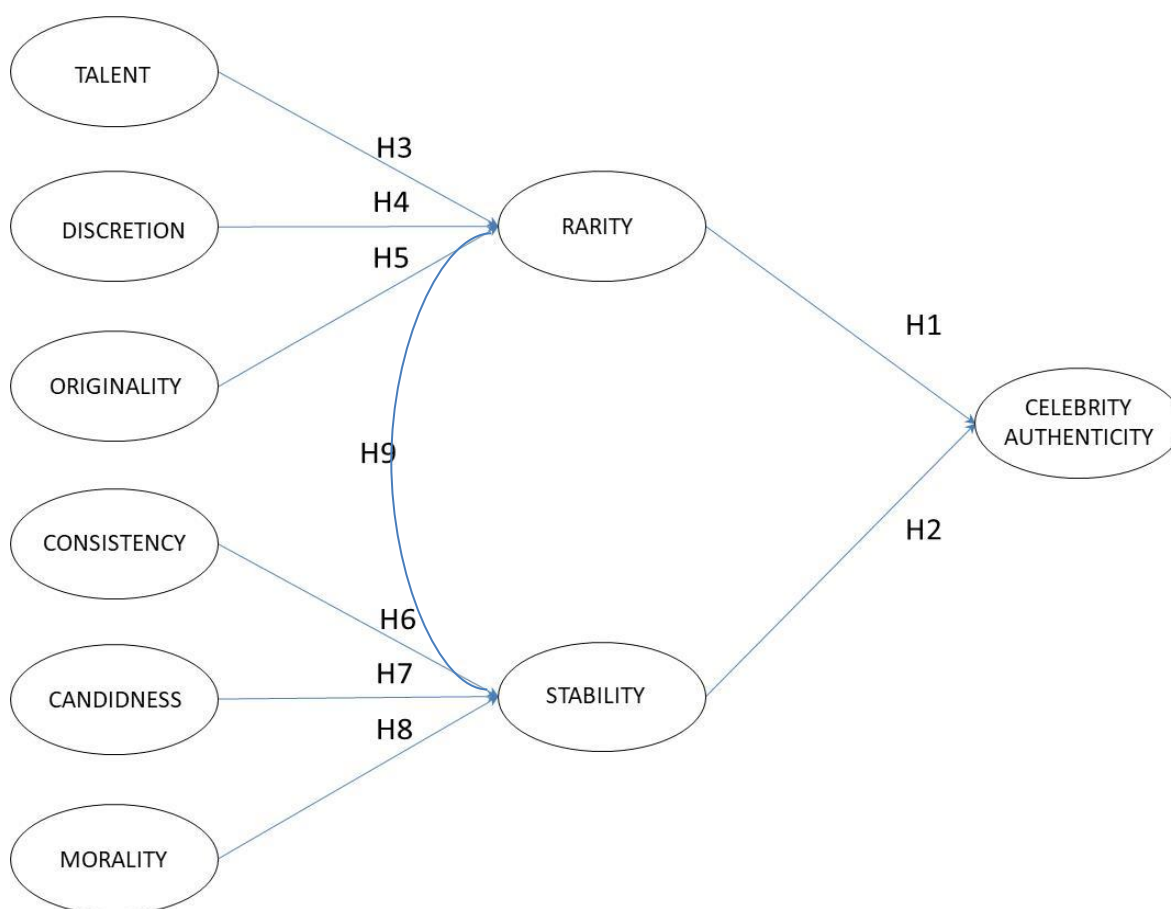 TALENT
H3
H4
DISCRETION
RARITY
H5
H1
ORIGINALITY
CELEBRITY
AUTHENTICITY
H9
H2
CONSISTENCY
H6
H7
CANDIDNESS
STABILITY
H8
MORALITY